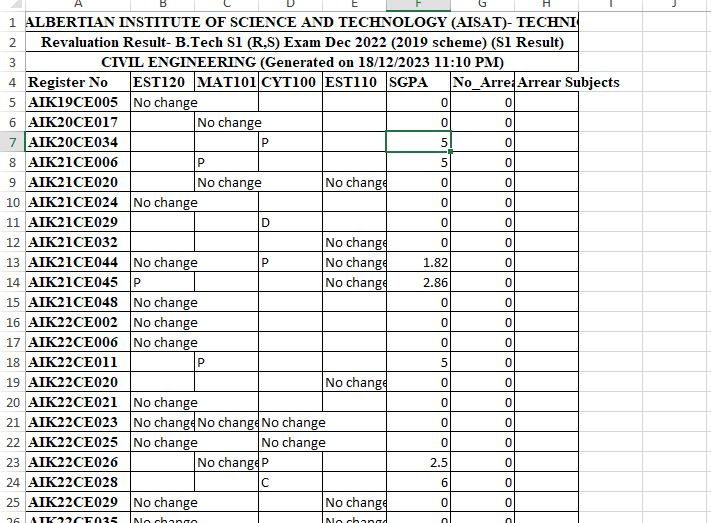 A B C D E F G H I J
1 ALBERTIAN INSTITUTE OF SCIENCE AND TECHNOLOGY (AISAT)- TECHNI
2 Revaluation Result- B.Tech S1 (R,S) Exam Dec 2022 (2019 scheme) (S1 Result)
3 CIVIL ENGINEERING (Generated on 18/12/2023 11:10 PM)
4 Register No EST120 MAT101 CYT100 EST110 SGPA No_Arrea Arrear Subjects
5 AIK19CE005 No change 0 0
6 AIK20CE017 No change 0 0
7 AIK20CE034 P 5 0
8 AIK21CE006 P 5 0
9 AIK21CE020 No change No change 0 0
10 AIK21CE024 No change 0 0
11 AIK21CE029 D 0 0
12 AIK21CE032 No change 0 0
13 AIK21CE044 No change P No change 1.82 0
14 AIK21CE045 P No change 2.86 0
15 AIK21CE048 No change 0 0
16 AIK22CE002 No change 0 0
17 AIK22CE006 No change 0 0
18 AIK22CE011 P 5 0
19 AIK22CE020 No change 0 0
20 AIK22CE021 No change 0 0
21 AIK22CE023 No change No change No change 0 0
22 AIK22CE025 No change No change 0 0
23 AIK22CE026 No change P 2.5 0
24 AIK22CE028 C 6 0
25 AIK22CE029 No change No change 0 0
26 AIK22CE035 No change No change 0 0